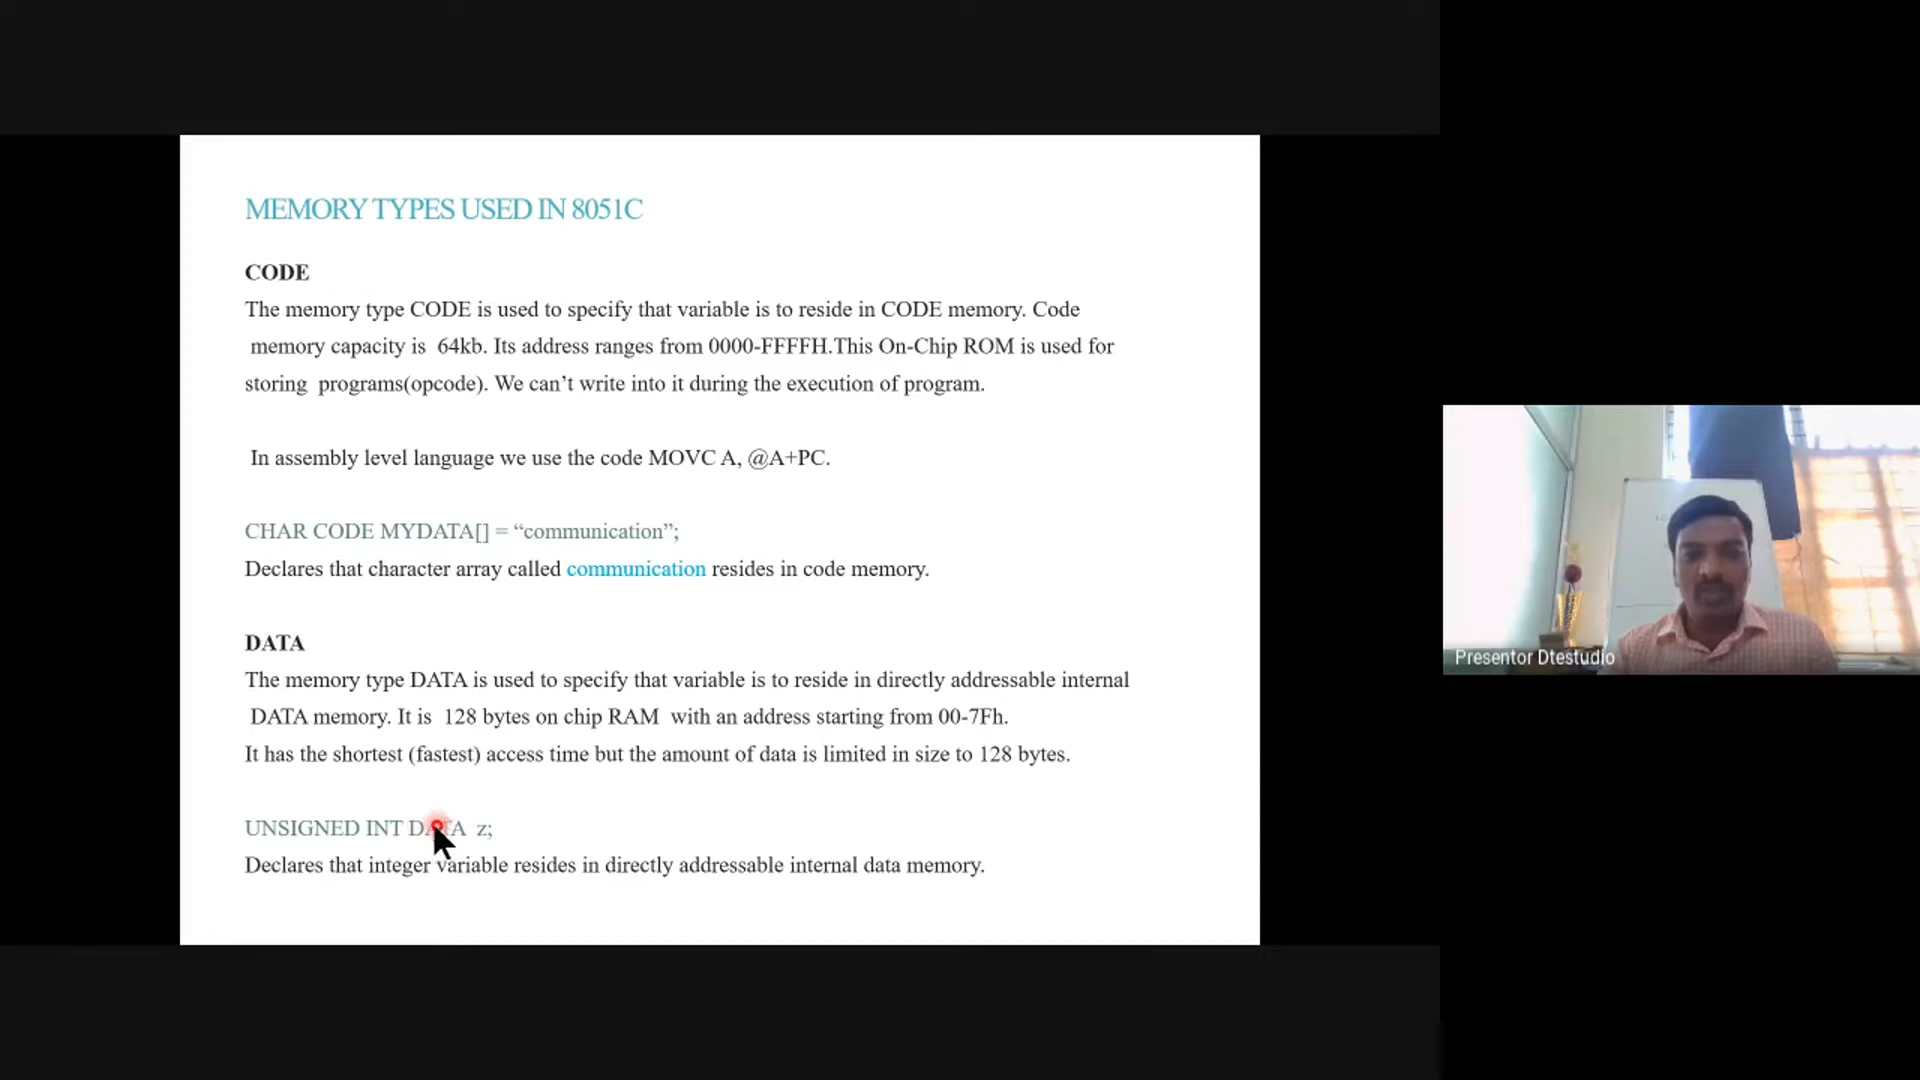 MEMORY TYPES USED IN 8051C
CODE
The memory type CODE is used to specify that variable is to reside in CODE memory. Code
memory capacity is 64kb. Its address ranges from 0000-FFFFH.This On-Chip ROM is used for
storing programs(opcode). We can’t write into it during the execution of program.
In assembly level language we use the code MOVC A, @A+PC.
CHAR CODE MYDATA[] = “communication”;
Declares that character array called communication resides in code memory.
DATA
The memory type DATA is used to specify that variable is to reside in directly addressable internal
DATA memory. It is 128 bytes on chip RAM with an address starting from 00-7Fh.
It has the shortest (fastest) access time but the amount of data is limited in size to 128 bytes.
UNSIGNED INT DATA z;
Declares that integer variable resides in directly addressable internal data memory.
Presentor Dtestudio